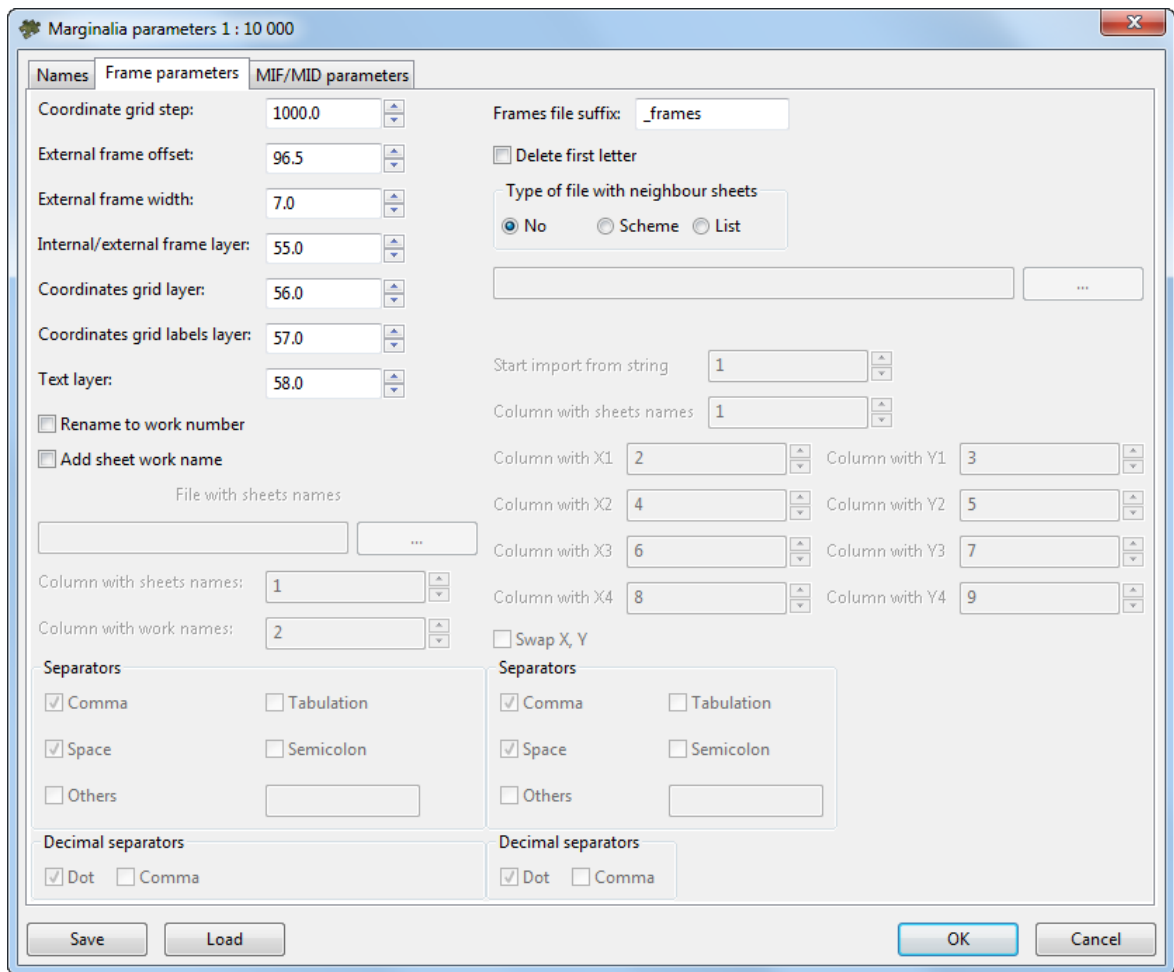 Marginalia parameters 1 : 10 000
Names Frame parameters MIF/MID parameters
Coordinate grid step: 1000.0
External frame offset: 96.5
External frame width: 7.0
Internal/external frame layer: 55.0
Coordinates grid layer: 56.0
Coordinates grid labels layer: 57.0
Text layer: 58.0
Rename to work number
Add sheet work name
File with sheets names
...
Column with sheets names: 1
Column with work names: 2
Separators
Comma Tabulation
Space Semicolon
Others
Decimal separators
Dot Comma
Frames file suffix: _frames
Delete first letter
Type of file with neighbour sheets
No Scheme List
...
Start import from string 1
Column with sheets names 1
Column with X1 2 Column with Y1 3
Column with X2 4 Column with Y2 5
Column with X3 6 Column with Y3 7
Column with X4 8 Column with Y4 9
Swap X, Y
Separators
Comma Tabulation
Space Semicolon
Others
Decimal separators
Dot Comma
Save Load OK Cancel